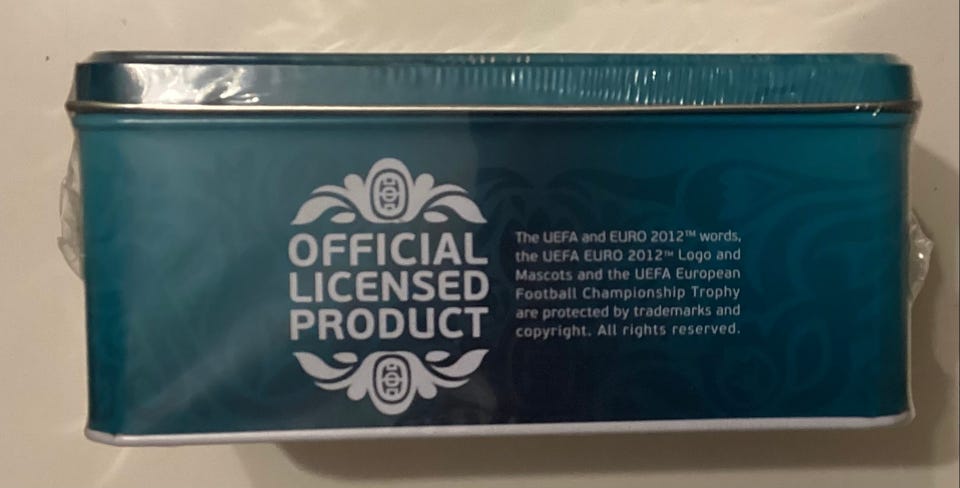 OFFICIAL
LICENSED
PRODUCT
The UEFA and EURO 2012™ words,
the UEFA EURO 2012™ Logo and
Mascots and the UEFA European
Football Championship Trophy
are protected by trademarks and
copyright. All rights reserved.